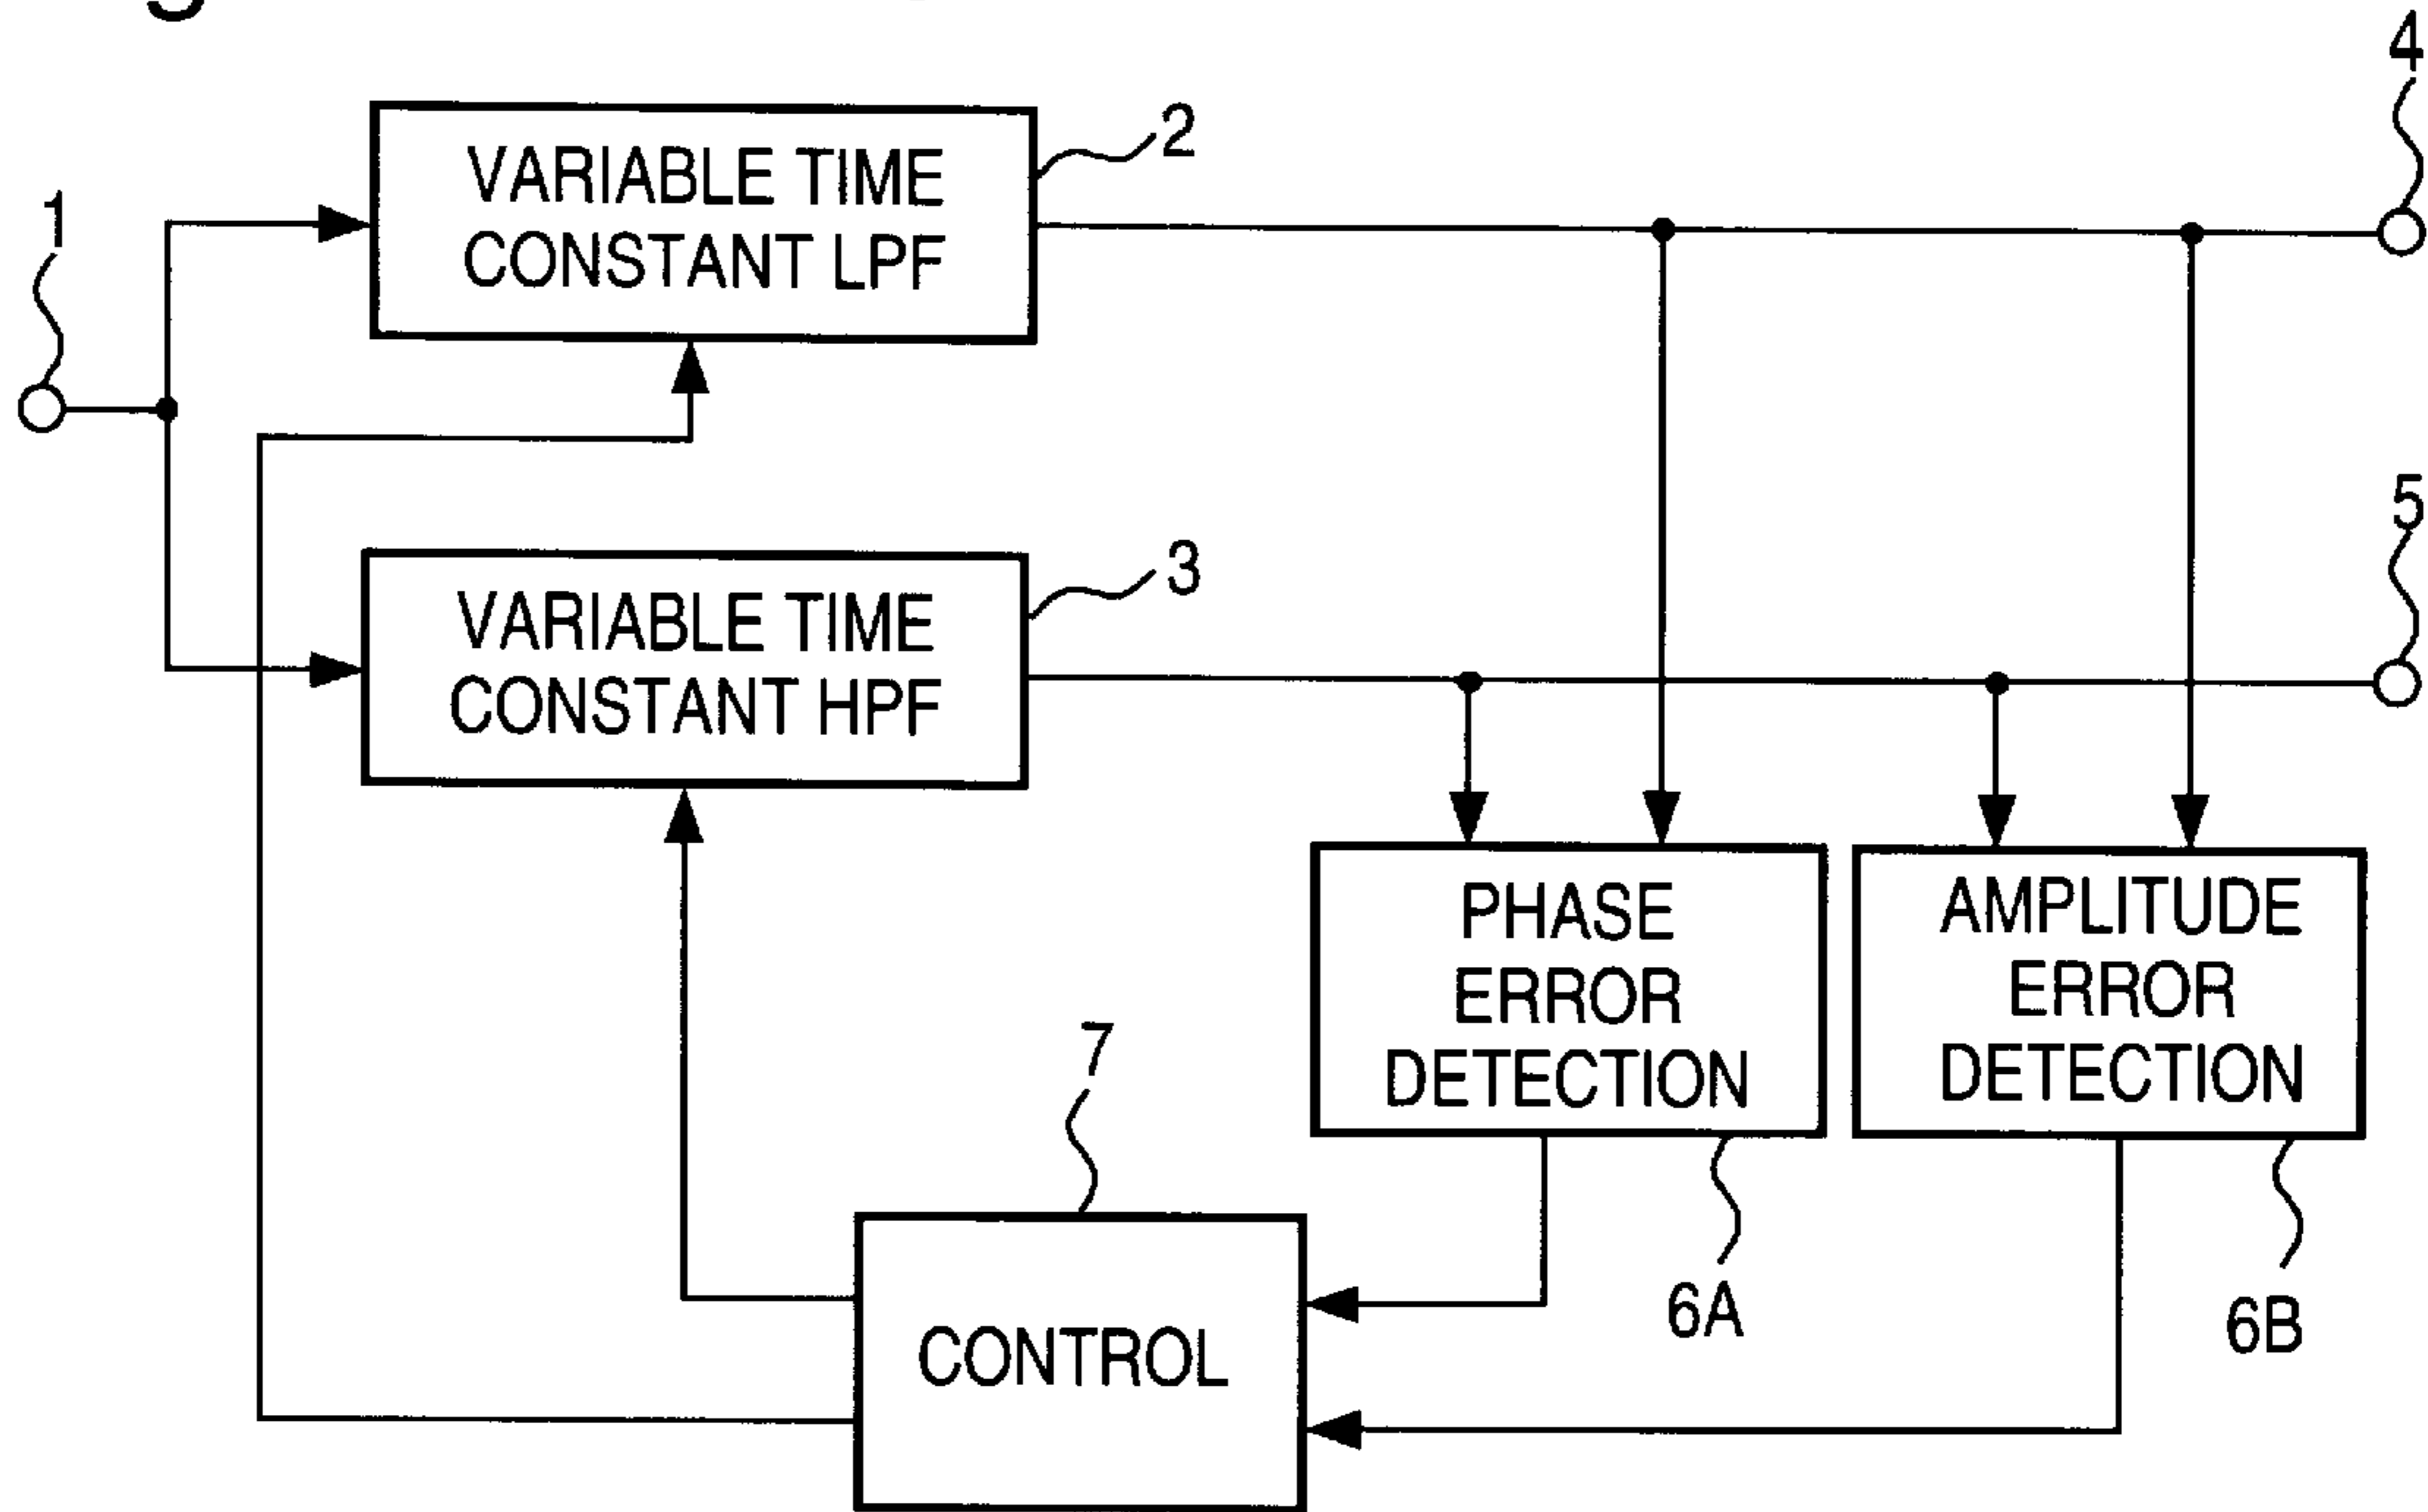 4
VARIABLE TIME
CONSTANT LPF
2
1
5
VARIABLE TIME
CONSTANT HPF
3
PHASE
ERROR
DETECTION
AMPLITUDE
ERROR
DETECTION
7
CONTROL
6A
6B